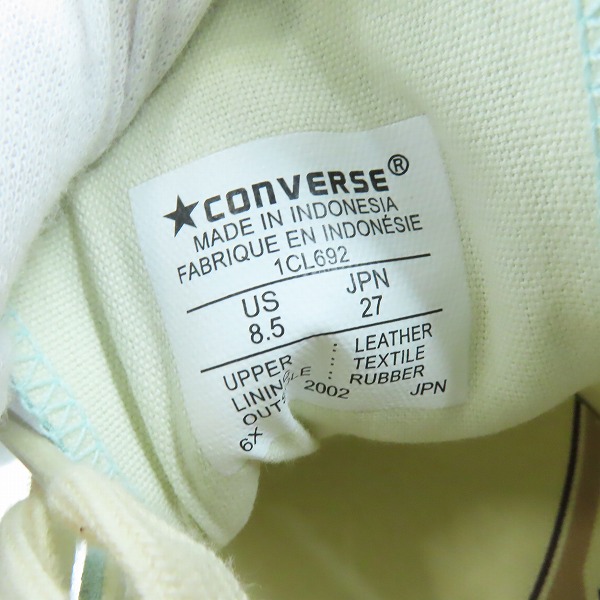 ★CONVERSE®
MADE IN INDONESIA
FABRIQUE EN INDONÉSIE
1CL692
US JPN
8.5 27
UPPER : LEATHER
: TEXTILE
: RUBBER
6X 2002 JPN